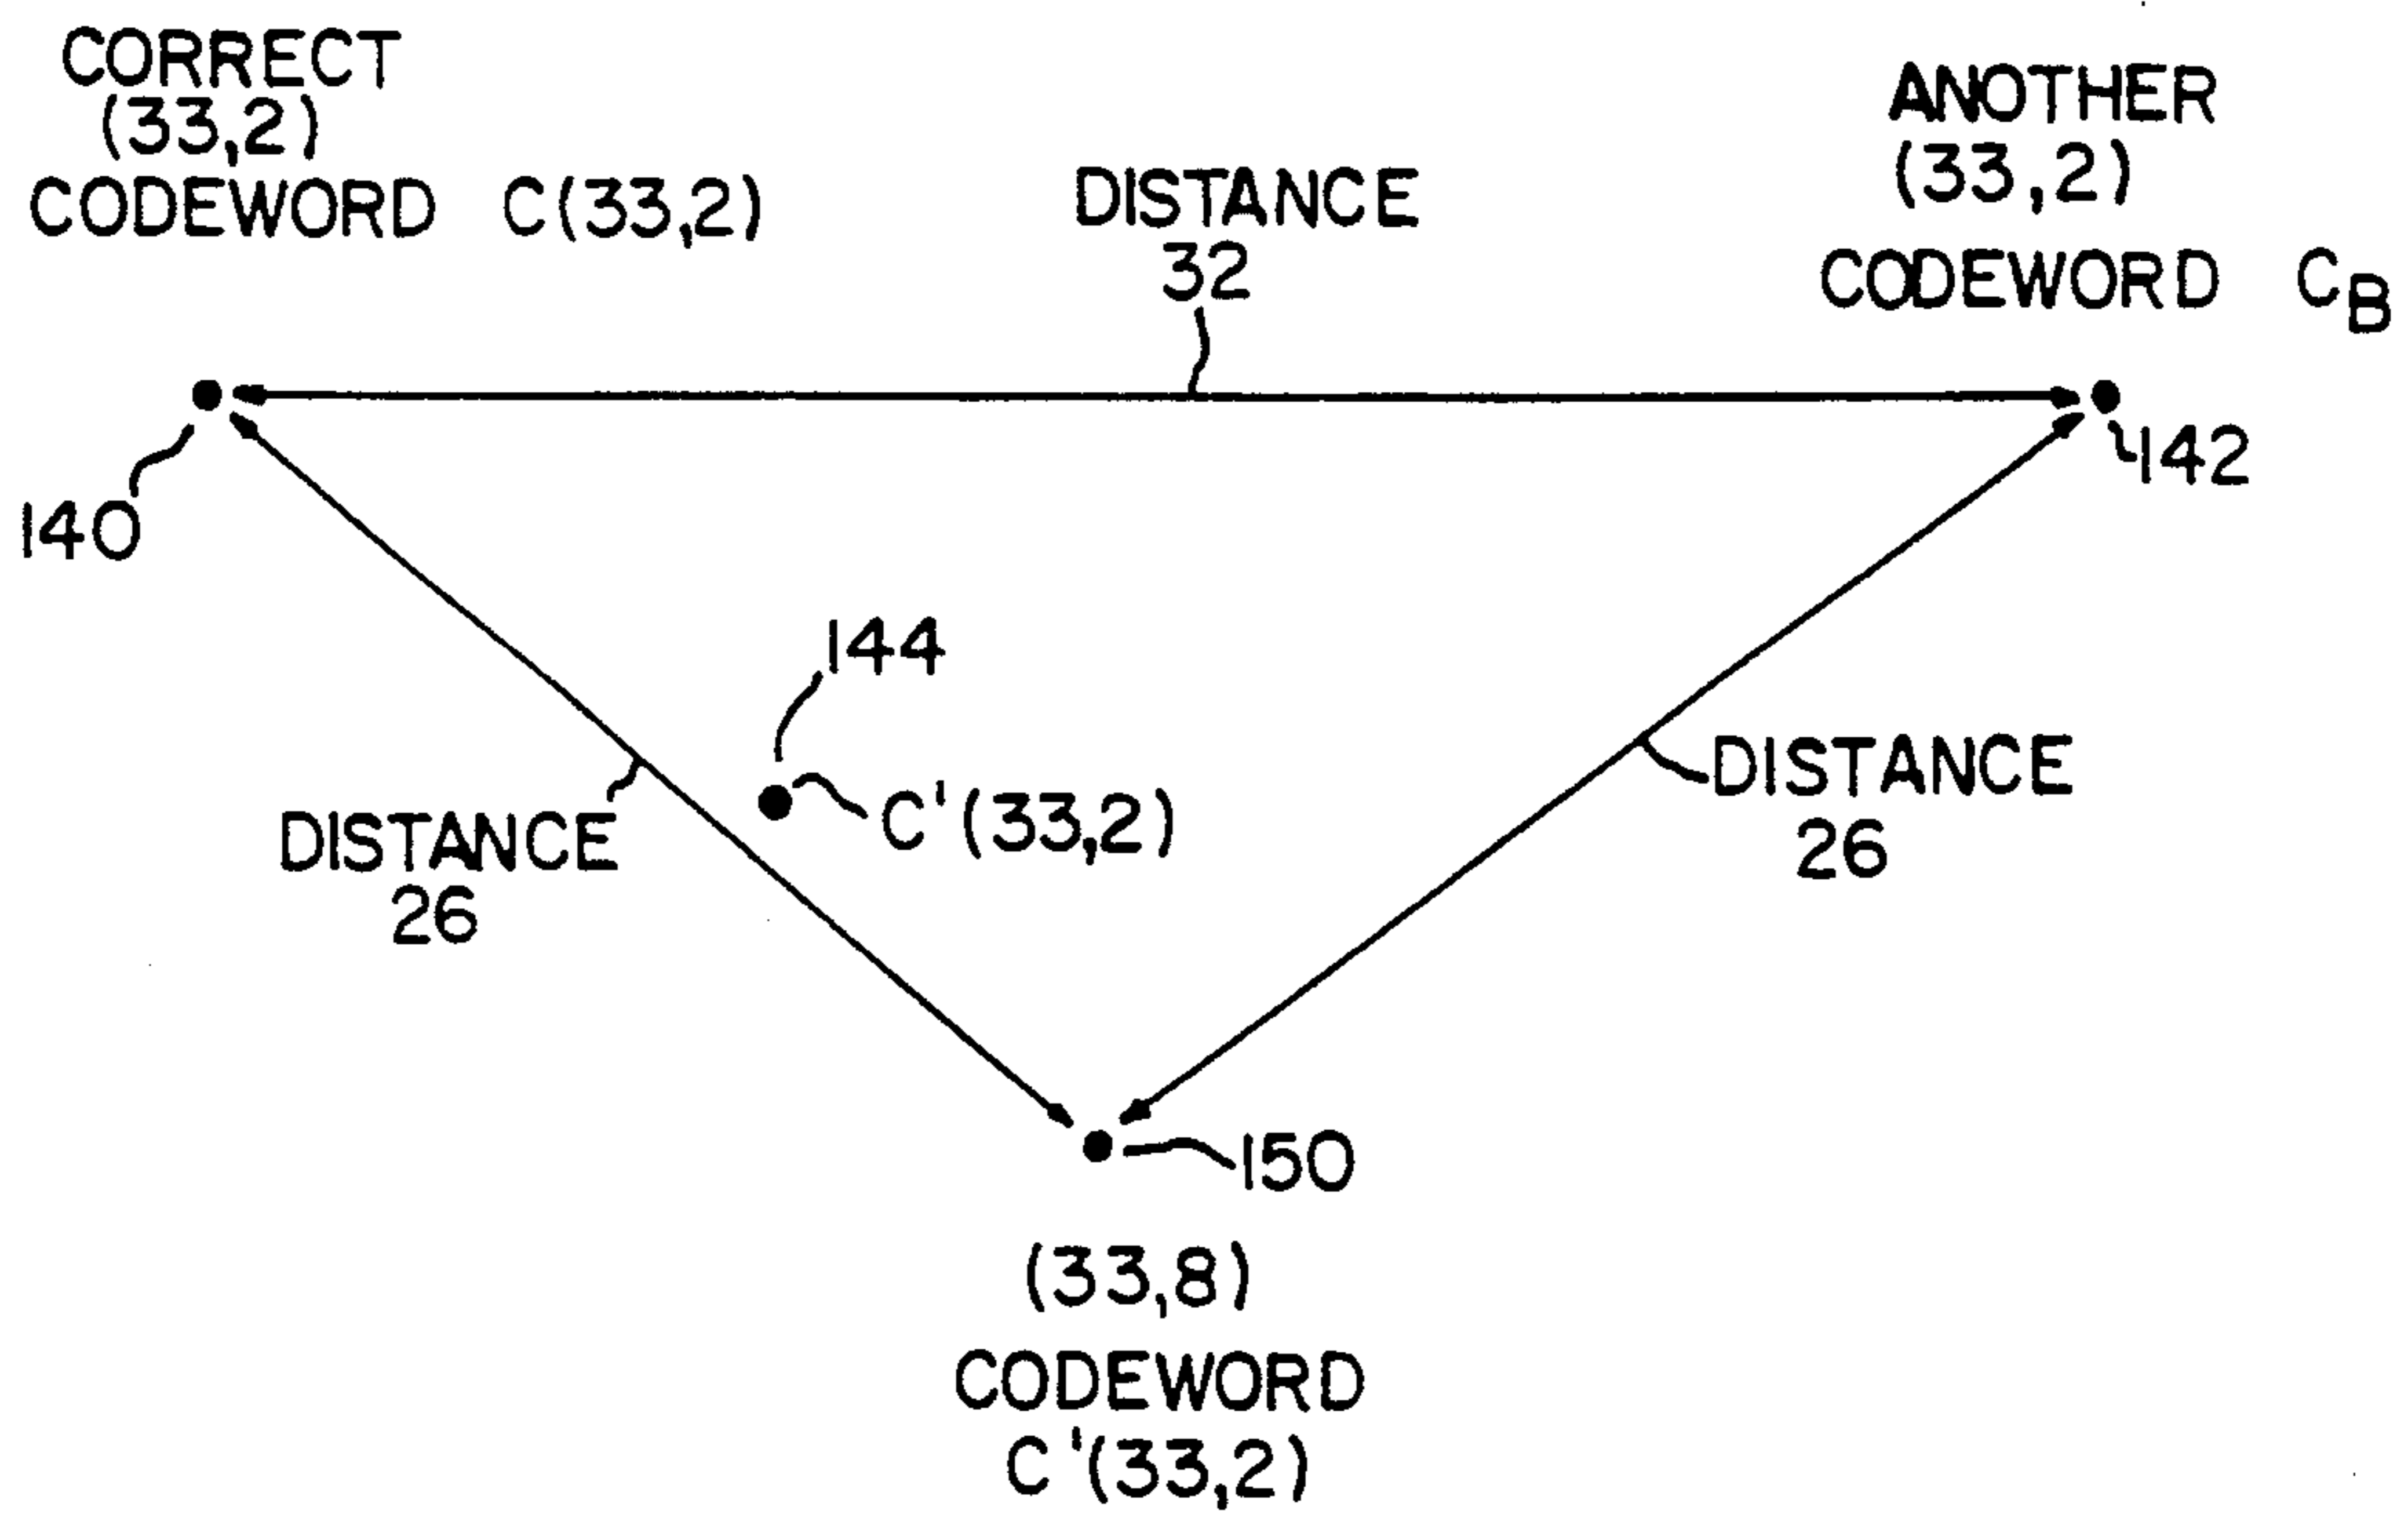 CORRECT
(33,2)
CODEWORD C(33,2)
DISTANCE
32
ANOTHER
(33,2)
CODEWORD CB
140
142
144
C'(33,2)
DISTANCE
26
DISTANCE
26
150
(33,8)
CODEWORD
C'(33,2)